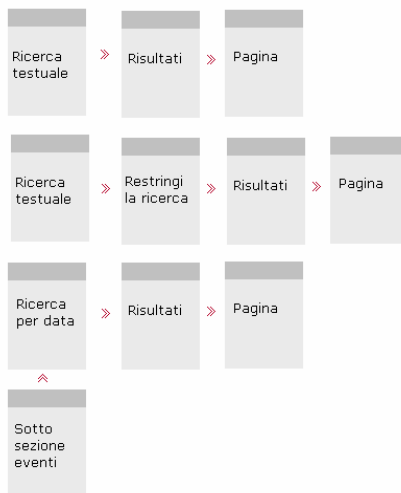 Ricerca
testuale
Risultati
Pagina
Ricerca
testuale
Restringi
la ricerca
Risultati
Pagina
Ricerca
per data
Risultati
Pagina
Sotto
sezione
eventi